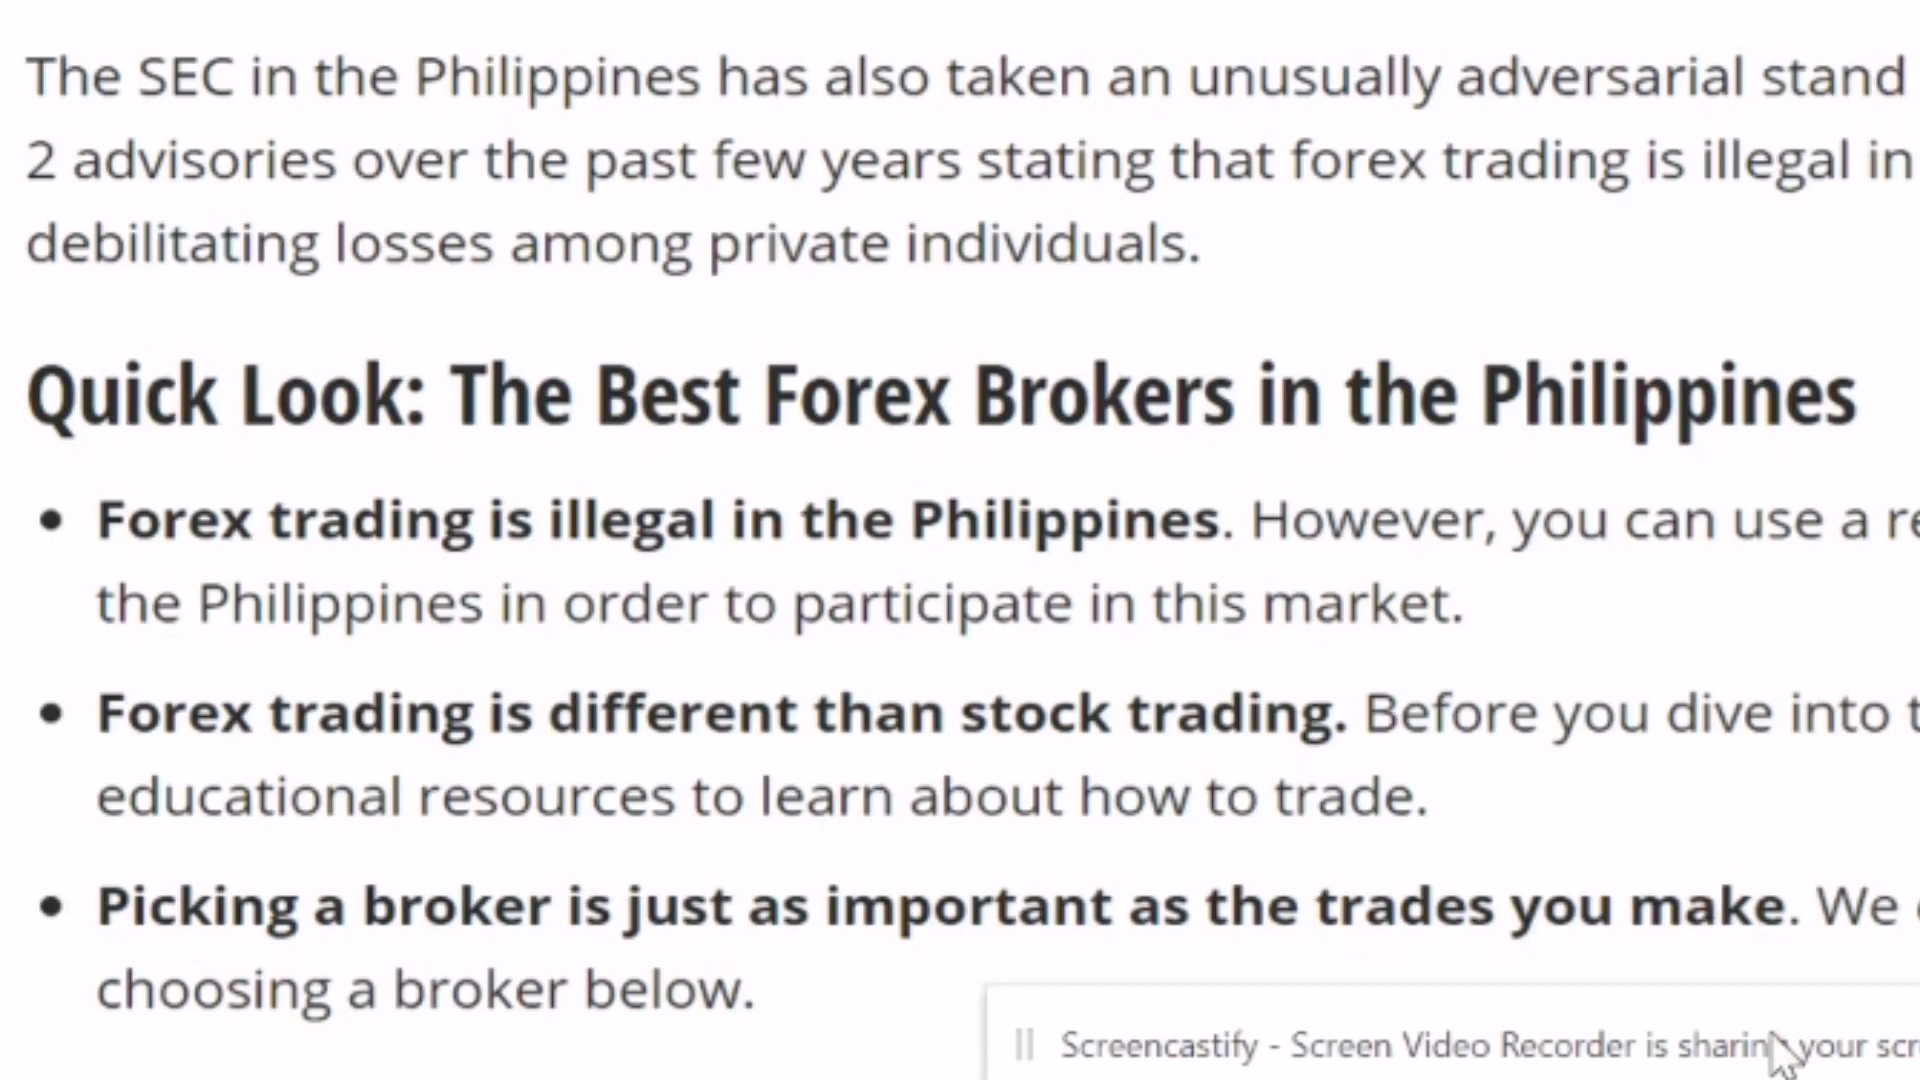 The SEC in the Philippines has also taken an unusually adversarial stand
2 advisories over the past few years stating that forex trading is illegal in
debilitating losses among private individuals.
Quick Look: The Best Forex Brokers in the Philippines
• Forex trading is illegal in the Philippines. However, you can use a
the Philippines in order to participate in this market.
• Forex trading is different than stock trading. Before you dive into
educational resources to learn about how to trade.
• Picking a broker is just as important as the trades you make. We
choosing a broker below.
Screencastify - Screen Video Recorder is sharing your